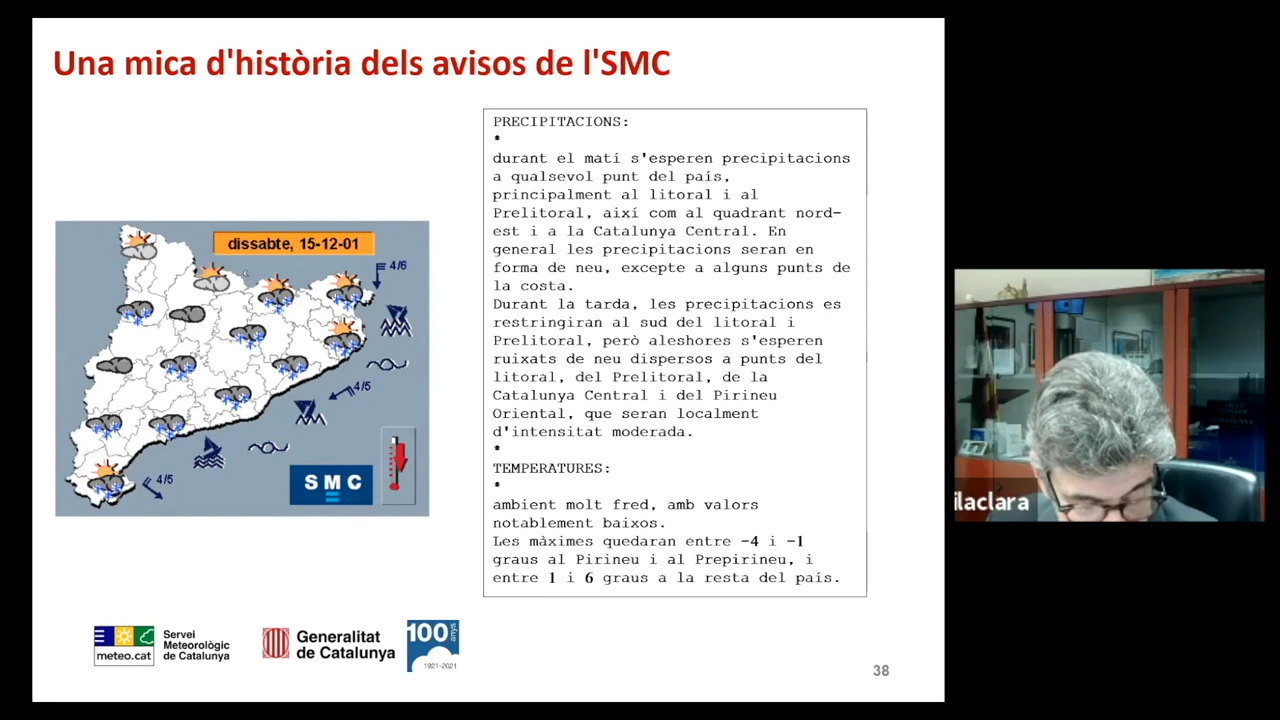 Una mica d'història dels avisos de l'SMC
dissabte, 15-12-01
4/6
4/5
4/5
SMC
PRECIPITACIONS:
*
durant el matí s'esperen precipitacions
a qualsevol punt del país,
principalment al litoral i al
Prelitoral, així com al quadrant nord-
est i a la Catalunya Central. En
general les precipitacions seran en
forma de neu, excepte a alguns punts de
la costa.
Durant la tarda, les precipitacions es
restringiran al sud del litoral i
Prelitoral, però aleshores s'esperen
ruixats de neu dispersos a punts del
litoral, del Prelitoral, de la
Catalunya Central i del Pirineu
Oriental, que seran localment
d'intensitat moderada.
*
TEMPERATURES:
*
ambient molt fred, amb valors
notablement baixos.
Les màximes quedaran entre -4 i -1
graus al Pirineu i al Prepirineu, i
entre 1 i 6 graus a la resta del país.
ilaclara
meteo.cat
Servei
Meteorològic
de Catalunya
Generalitat
de Catalunya
100 anys
1921-2021
38